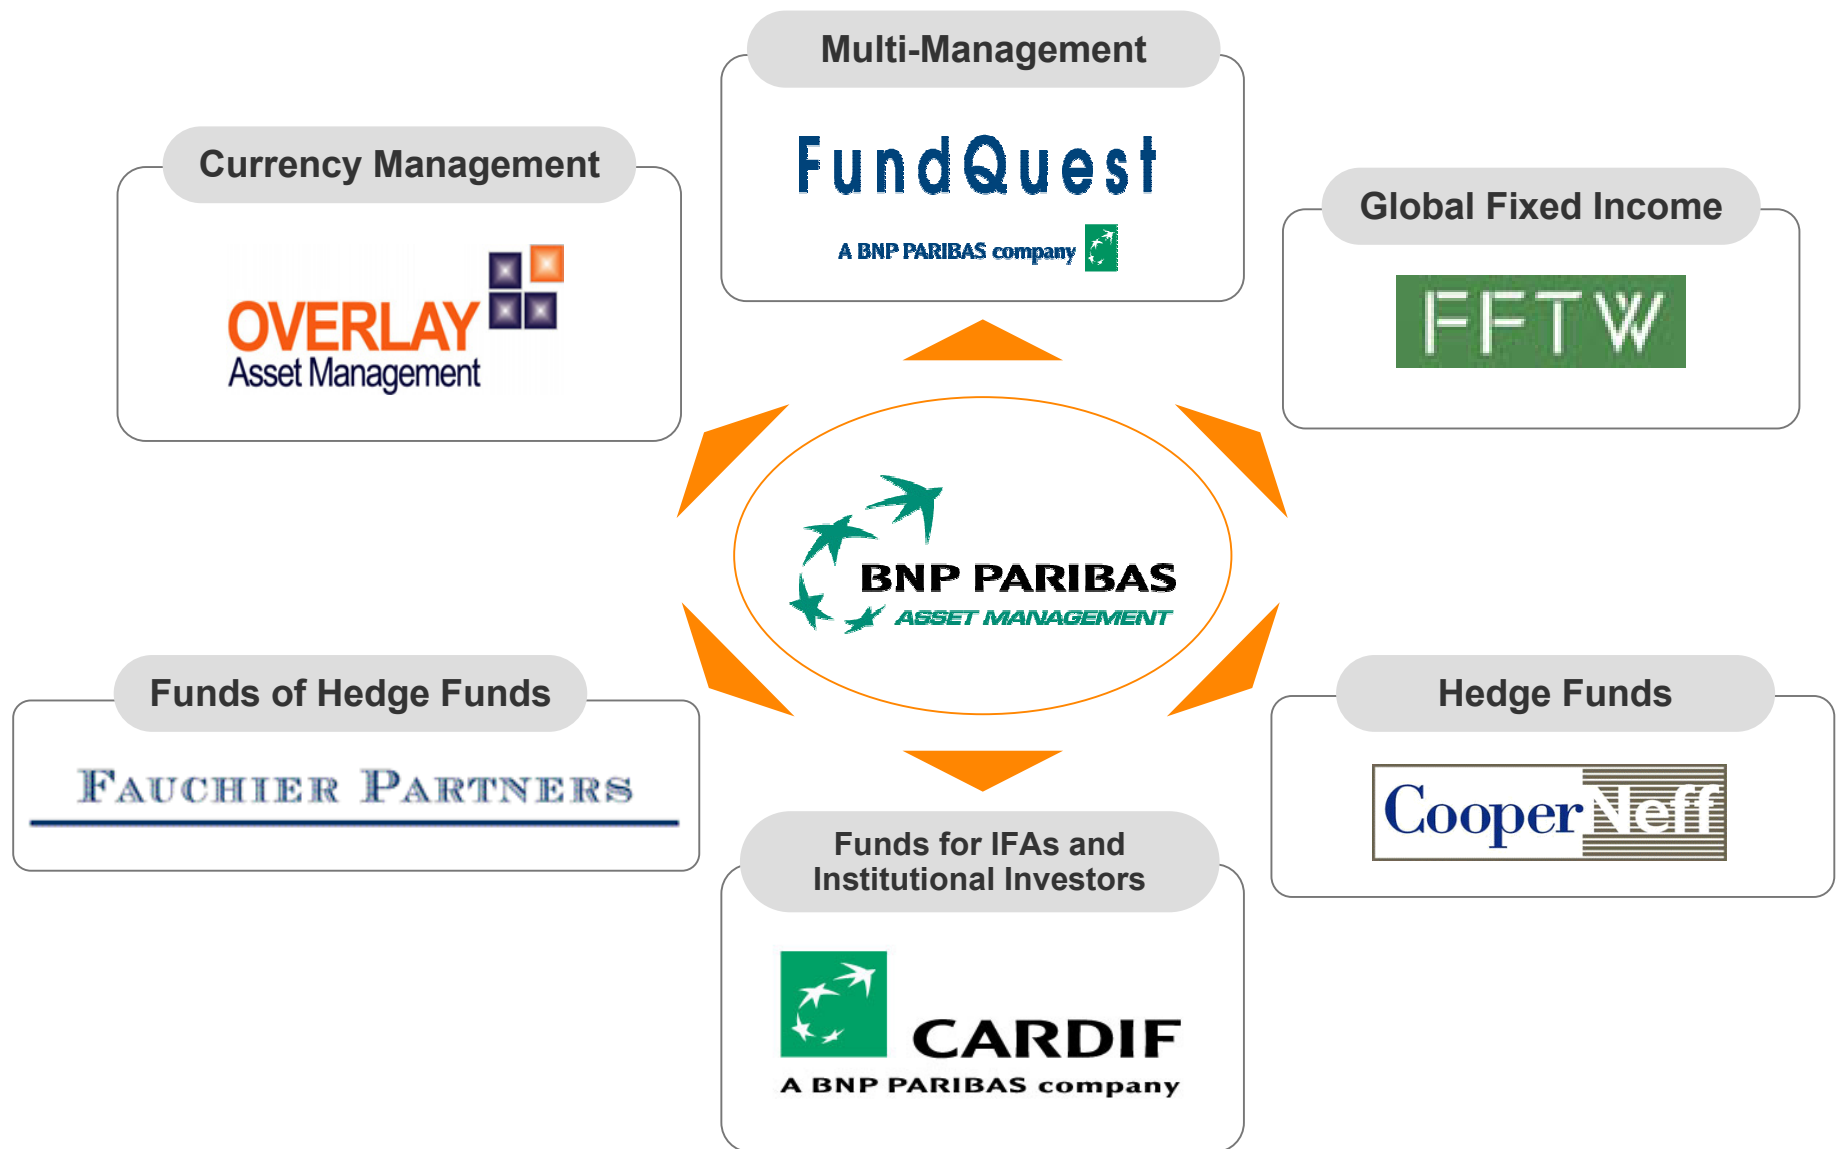 Multi-Management
FundQuest
A BNP PARIBAS company
Currency Management
OVERLAY
Asset Management
Global Fixed Income
FFTW
BNP PARIBAS
ASSET MANAGEMENT
Funds of Hedge Funds
FAUCHIER PARTNERS
Hedge Funds
CooperNeff
Funds for IFAs and
Institutional Investors
CARDIF
A BNP PARIBAS company